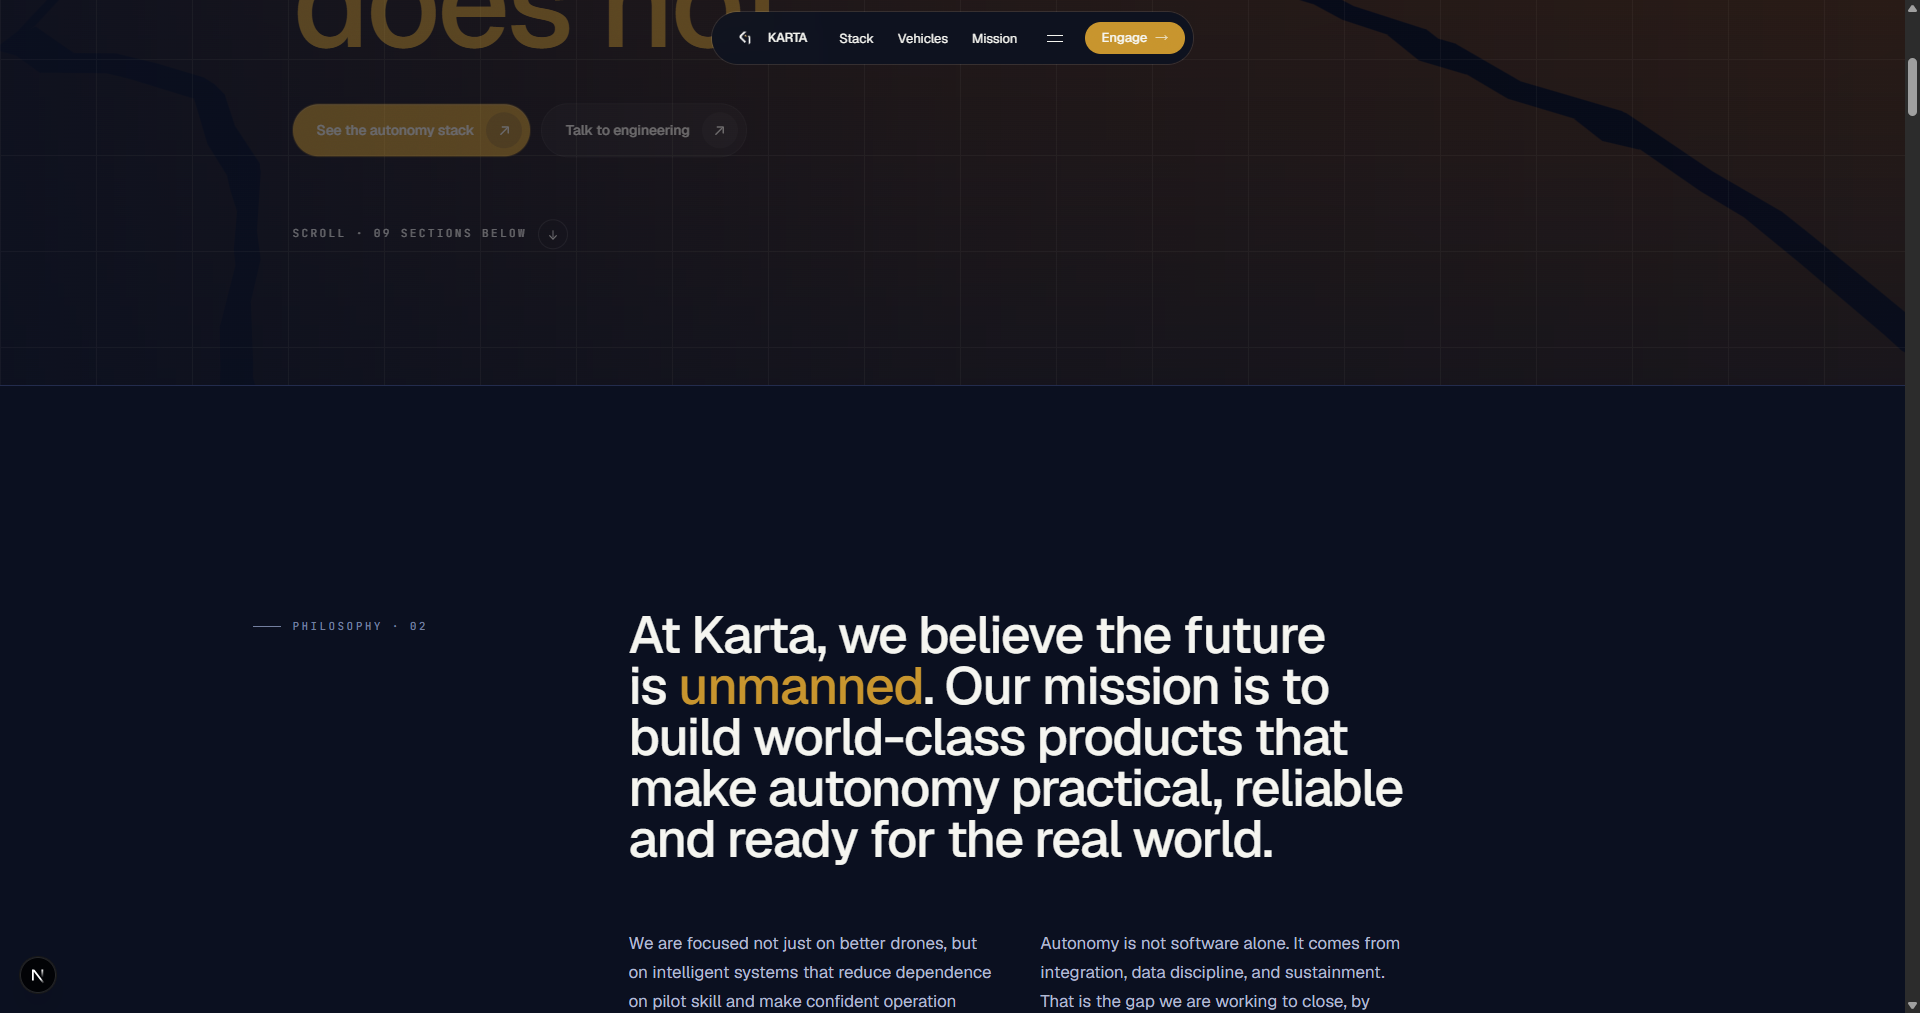 does not
KARTA
Stack
Vehicles
Mission
Engage →
See the autonomy stack
Talk to engineering
SCROLL · 09 SECTIONS BELOW
PHILOSOPHY · 02
At Karta, we believe the future
is unmanned. Our mission is to
build world-class products that
make autonomy practical, reliable
and ready for the real world.
We are focused not just on better drones, but
on intelligent systems that reduce dependence
on pilot skill and make confident operation
Autonomy is not software alone. It comes from
integration, data discipline, and sustainment.
That is the gap we are working to close, by
N